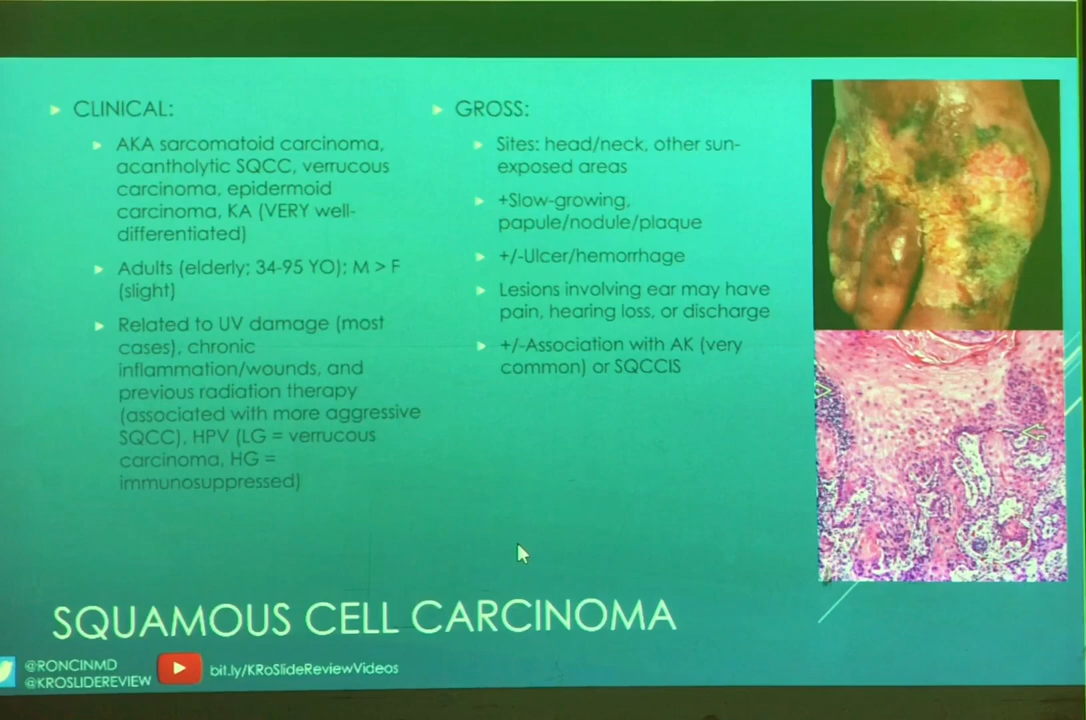 CLINICAL:
AKA sarcomatoid carcinoma,
acantholytic SQCC, verrucous
carcinoma, epidermoid
carcinoma, KA (VERY well-
differentiated)
Adults (elderly; 34-95 YO); M > F
(slight)
Related to UV damage (most
cases), chronic
inflammation/wounds, and
previous radiation therapy
(associated with more aggressive
SQCC), HPV (LG = verrucous
carcinoma, HG =
immunosuppressed)
GROSS:
Sites: head/neck, other sun-
exposed areas
+Slow-growing,
papule/nodule/plaque
+/-Ulcer/hemorrhage
Lesions involving ear may have
pain, hearing loss, or discharge
+/-Association with AK (very
common) or SQCCIS
SQUAMOUS CELL CARCINOMA
@RONCINMD
@KROSLIDEREVIEW
bit.ly/KRoSlideReviewVideos